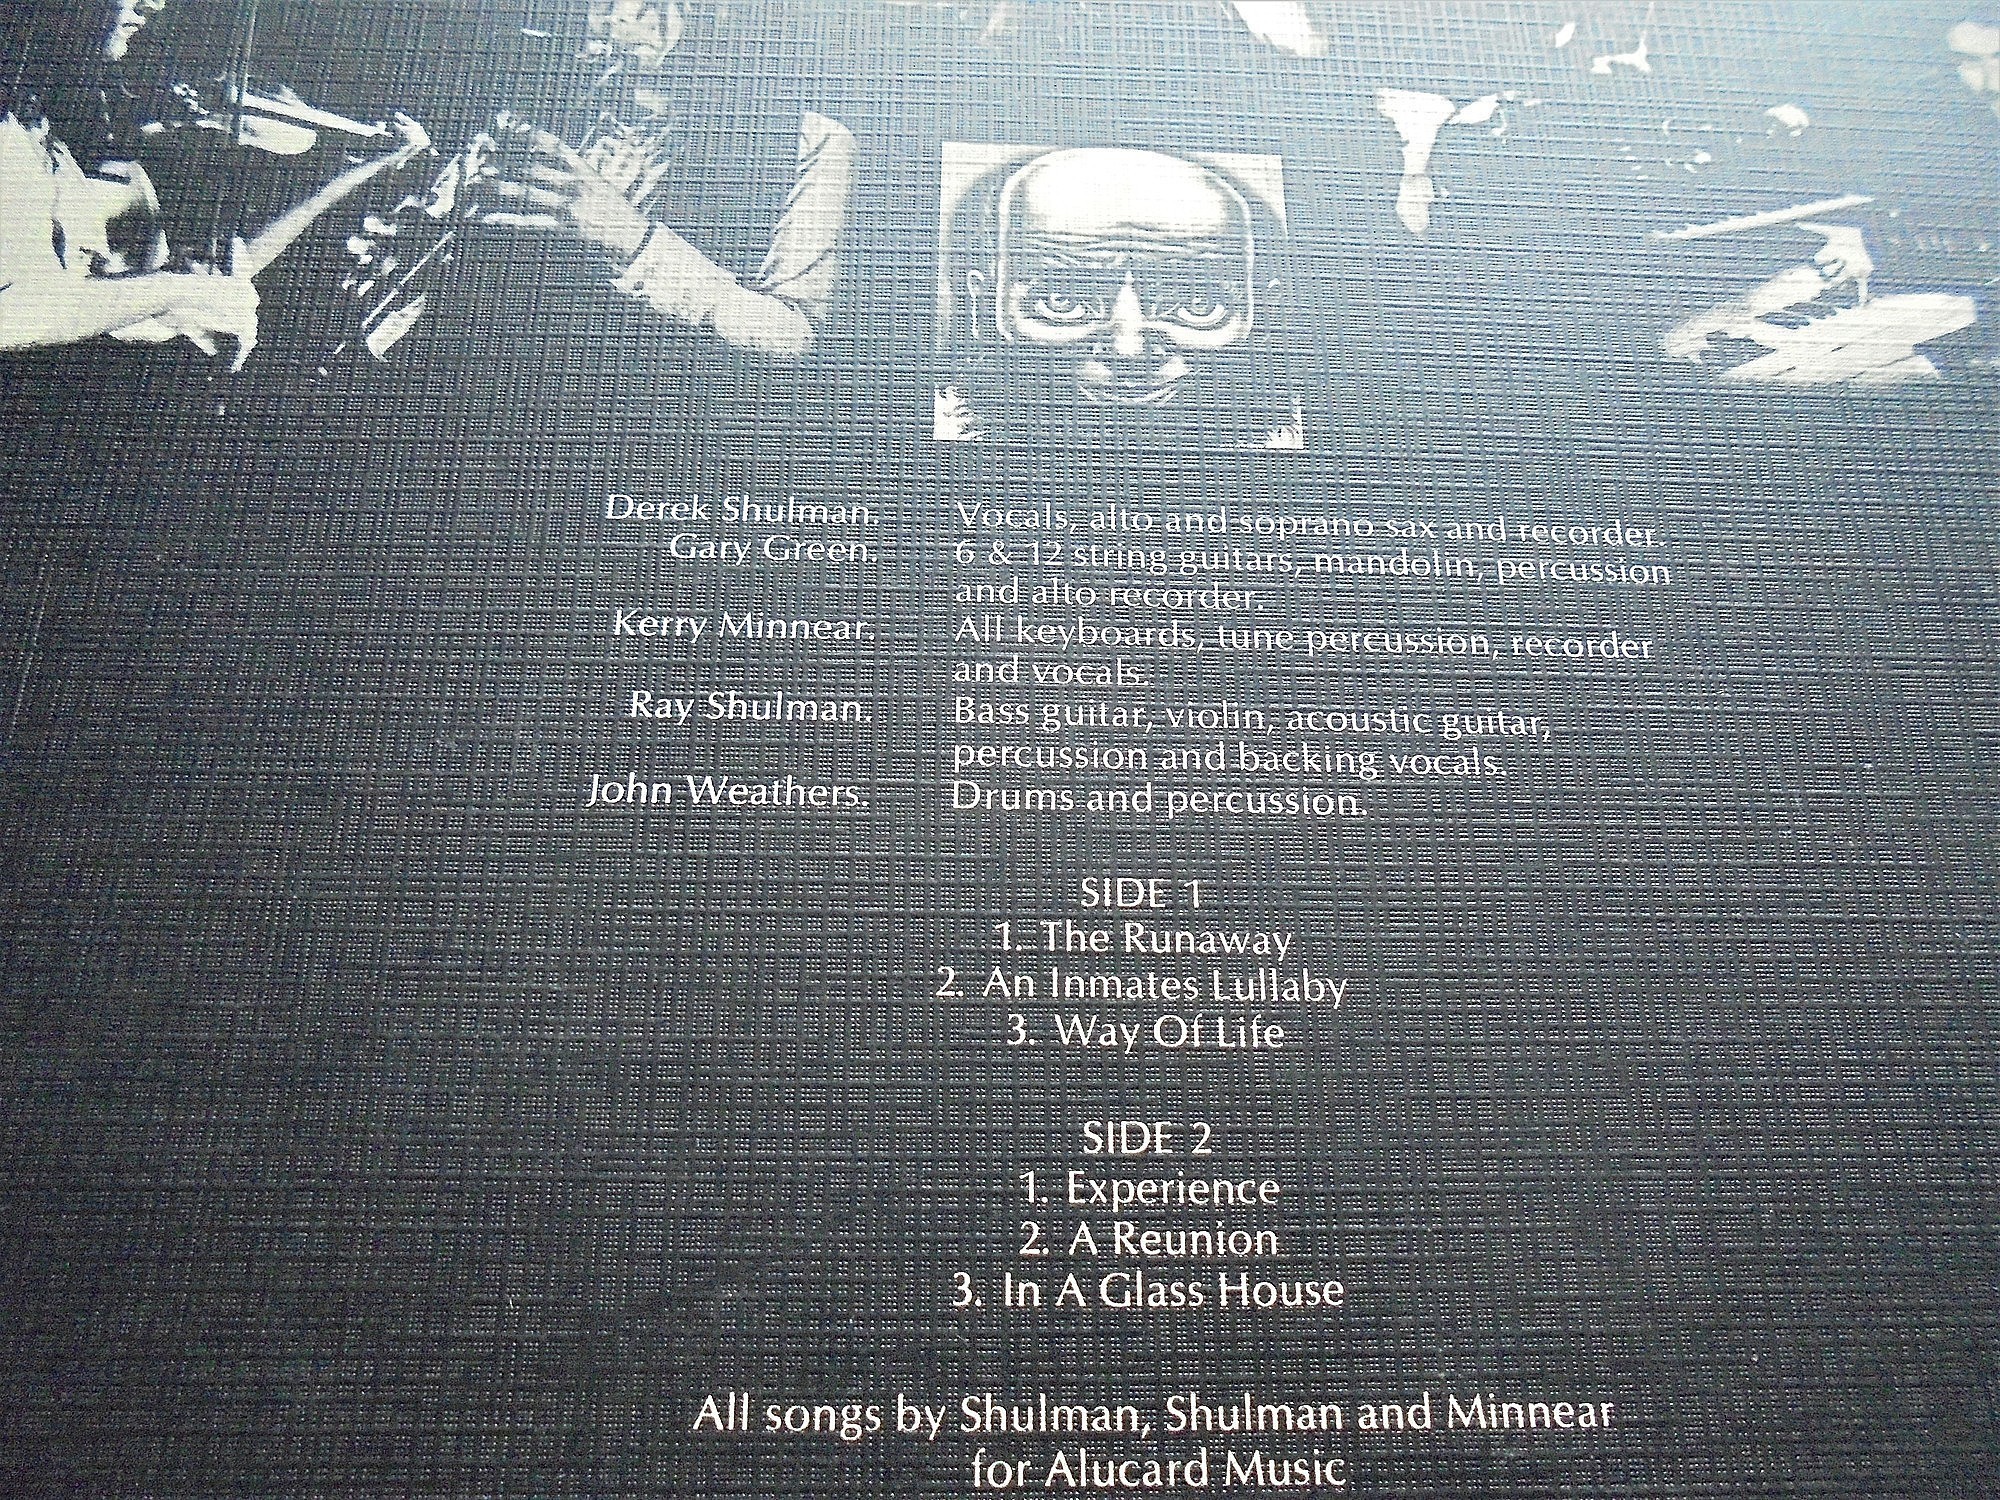 Derek Shulman. Vocals, alto and soprano sax and recorder.
Gary Green. 6 & 12 string guitars, mandolin, percussion
and alto recorder.
Kerry Minnear. All keyboards, tune percussion, recorder
and vocals.
Ray Shulman. Bass guitar, violin, acoustic guitar,
percussion and backing vocals.
John Weathers. Drums and percussion.
SIDE 1
1. The Runaway
2. An Inmates Lullaby
3. Way Of Life
SIDE 2
1. Experience
2. A Reunion
3. In A Glass House
All songs by Shulman, Shulman and Minnear
for Alucard Music